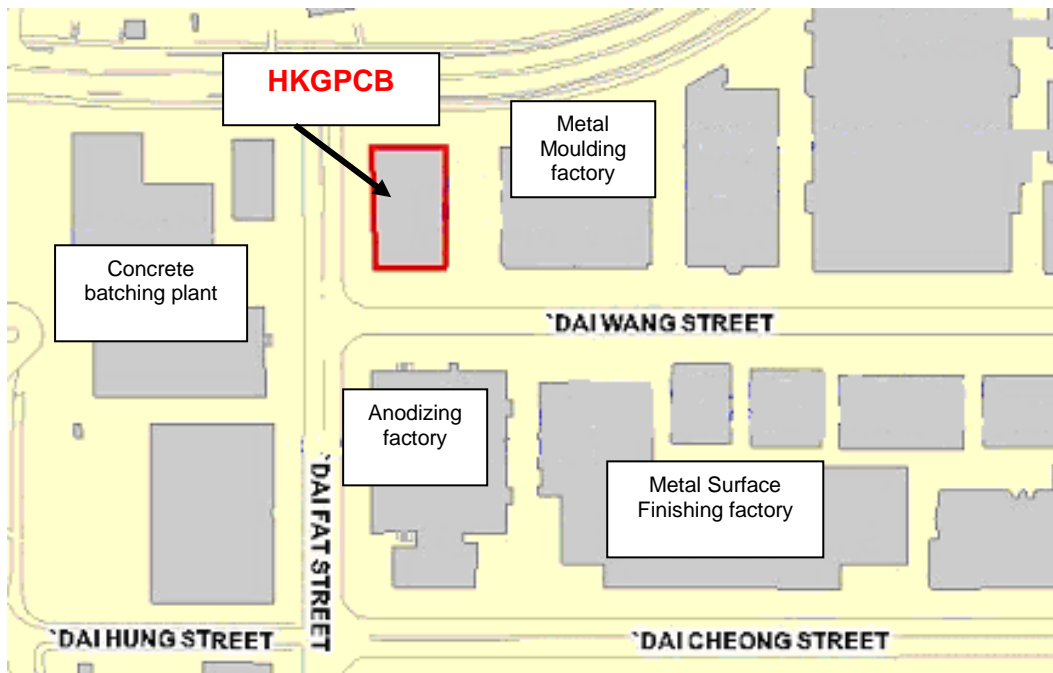 HKGPCB
Metal
Moulding
factory
Concrete
batching plant
`DAI WANG STREET
Anodizing
factory
Metal Surface
Finishing factory
`DAI FAT STREET
`DAI HUNG STREET
`DAI CHEONG STREET